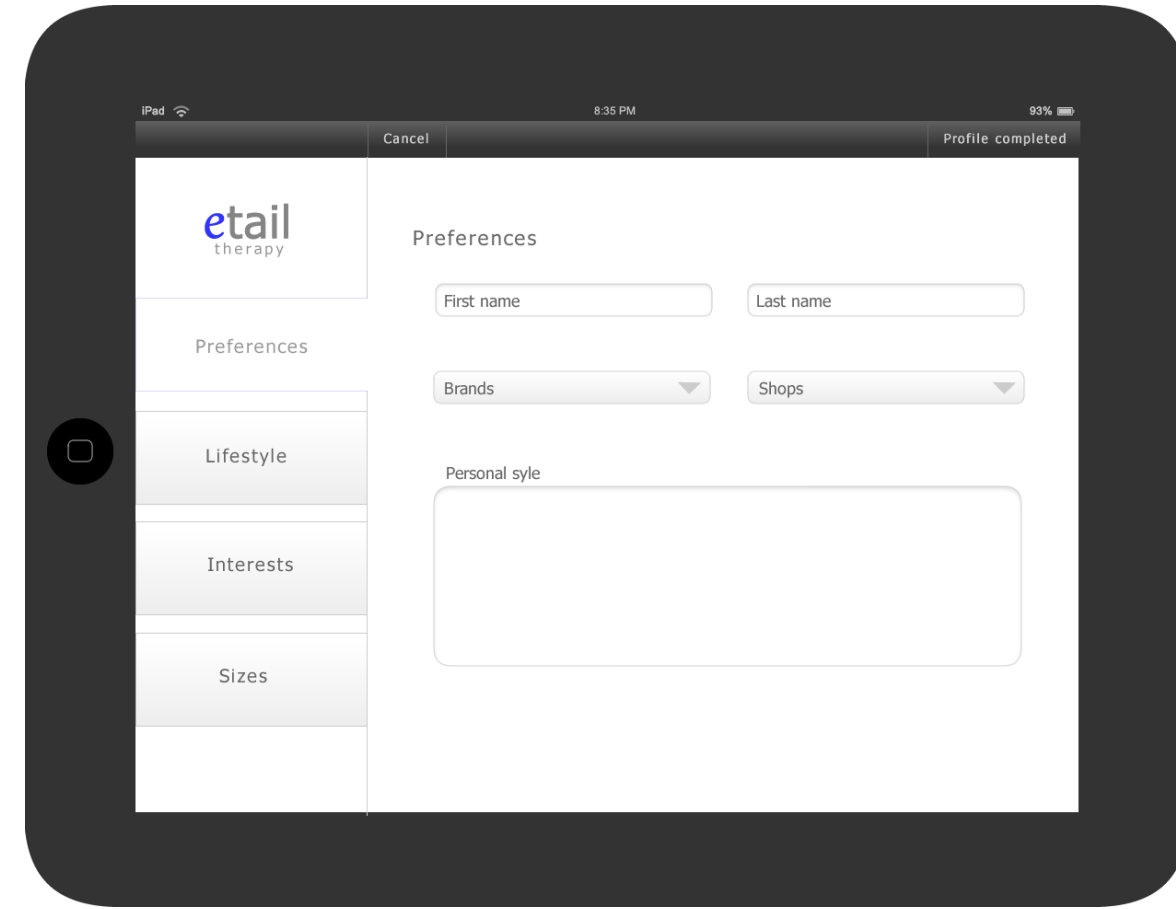 iPad 8:35 PM 93%
Cancel Profile completed
etail
therapy
Preferences
Lifestyle
Interests
Sizes
Preferences
First name Last name
Brands Shops
Personal syle